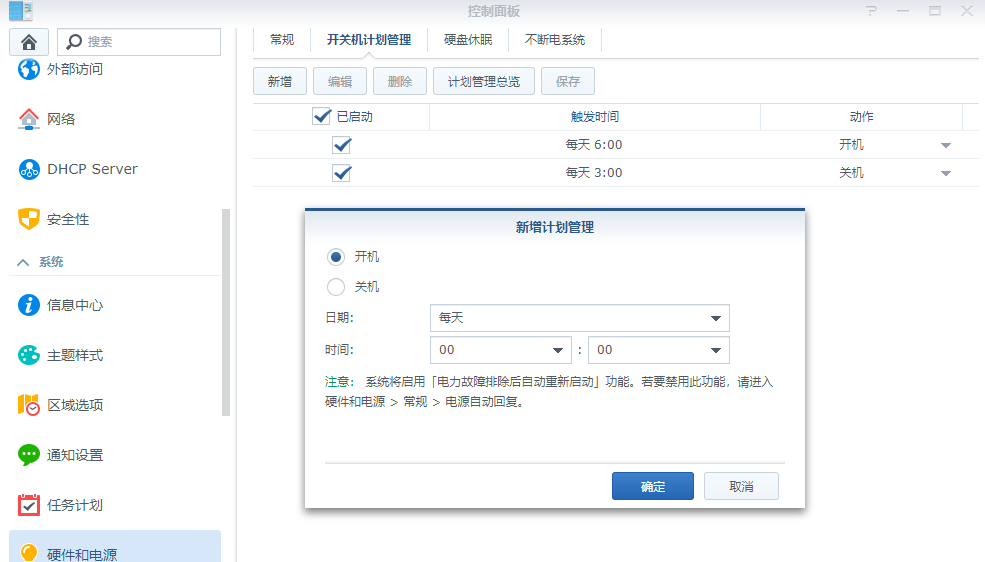 控制面板
搜索
外部访问
网络
DHCP Server
安全性
系统
信息中心
主题样式
区域选项
通知设置
任务计划
硬件和电源
常规 开关机计划管理 硬盘休眠 不断电系统
新增 编辑 删除 计划管理总览 保存
已启动 触发时间 动作
每天 6:00 开机
每天 3:00 关机
新增计划管理
开机
关机
日期: 每天
时间: 00 : 00
注意: 系统将启用「电力故障排除后自动重新启动」功能。若要禁用此功能，请进入
硬件和电源 > 常规 > 电源自动回复。
确定 取消